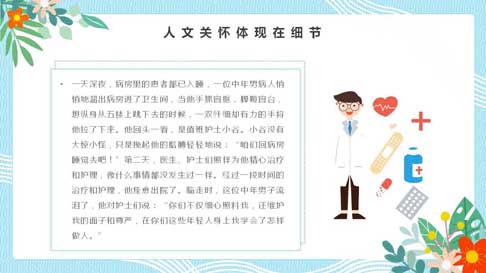 人文关怀体现在细节
• 一天深夜，病房里的患者都已入睡，一位中年男病人悄
悄地溜出病房进了卫生间，当他手抓窗框，脚蹬窗台，
想纵身从五楼上跳下去的时候，一双纤细却有力的手将
他拉了下来。他回头一看，是值班护士小谷。小谷没有
大惊小怪，只是挽起他的胳膊轻轻地说：“咱们回病房
睡觉去吧！”第二天，医生、护士们照样为他精心治疗
和护理，像什么事情都没发生过一样。经过一段时间的
治疗和护理，他痊愈出院了。临走时，这位中年男子流
泪了，他对护士们说：“你们不仅细心照料我，还维护
我的面子和尊严，在你们这些年轻人身上我学会了怎样
做人。”